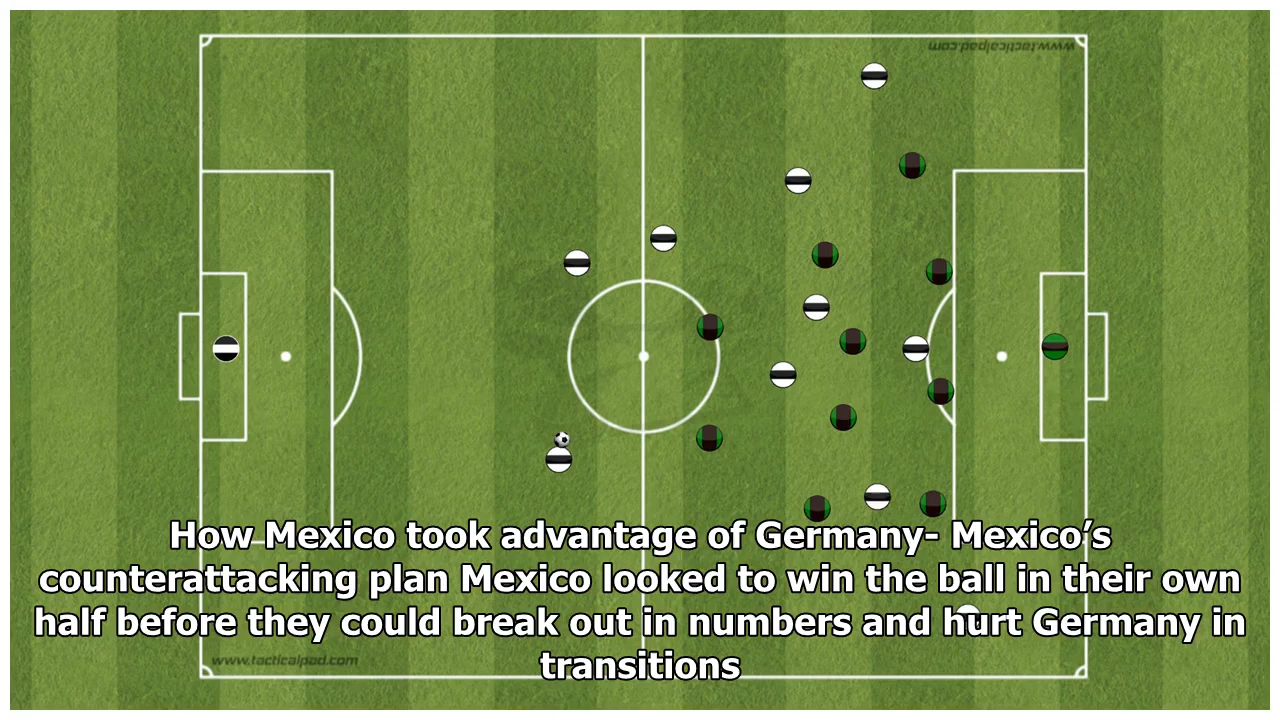 www.tacticalpad.com
How Mexico took advantage of Germany- Mexico’s
counterattacking plan Mexico looked to win the ball in their own
half before they could break out in numbers and hurt Germany in
transitions
www.tacticalpad.com